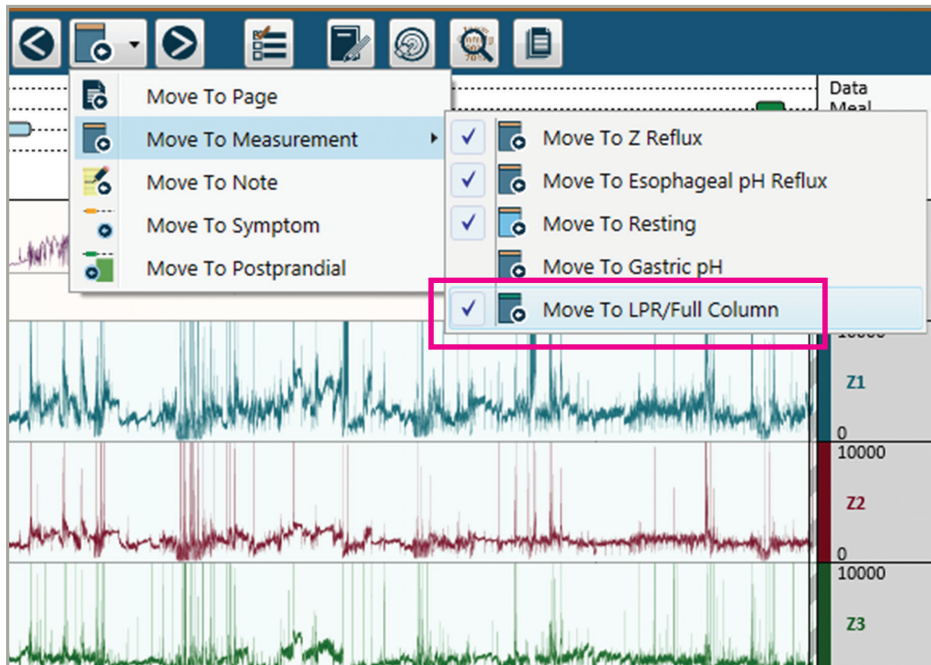 Data
Meal
Move To Page
Move To Measurement
Move To Note
Move To Symptom
Move To Postprandial
Move To Z Reflux
Move To Esophageal pH Reflux
Move To Resting
Move To Gastric pH
Move To LPR/Full Column
10000
Z1
0
10000
Z2
0
10000
Z3